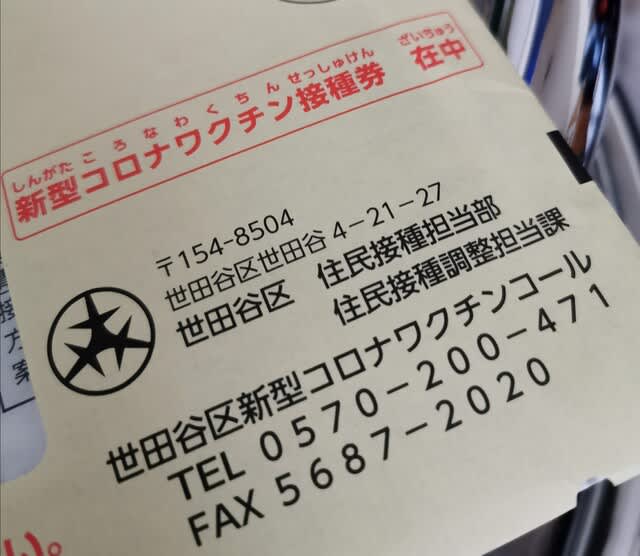 しんがた ころな わくちん せっしゅけん ざいちゅう
新型コロナワクチン接種券 在中
〒154-8504
世田谷区世田谷 4-21-27
世田谷区 住民接種担当部
住民接種調整担当課
世田谷区新型コロナワクチンコール
TEL 0570-200-471
FAX 5687-2020
接
方
案
い。